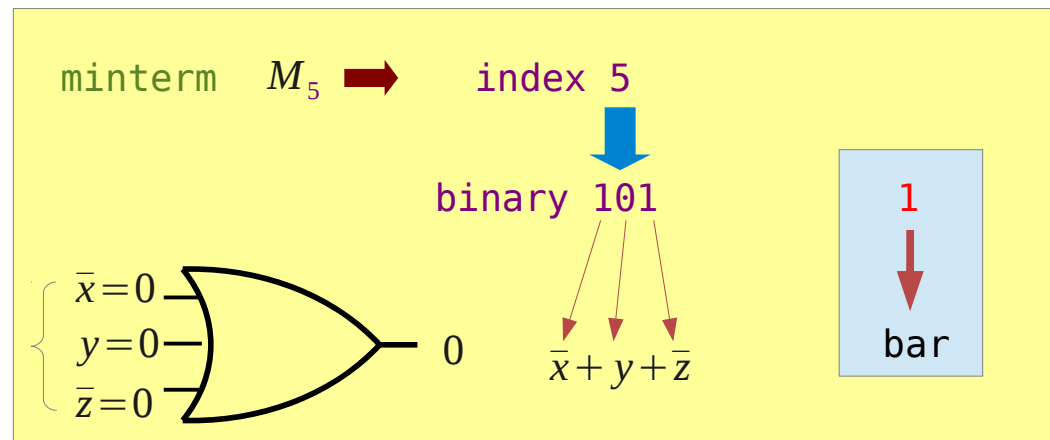 minterm M₅ index 5
binary 101
1
bar
x̄=0
y=0
z̄=0
0
x̄+y+z̄